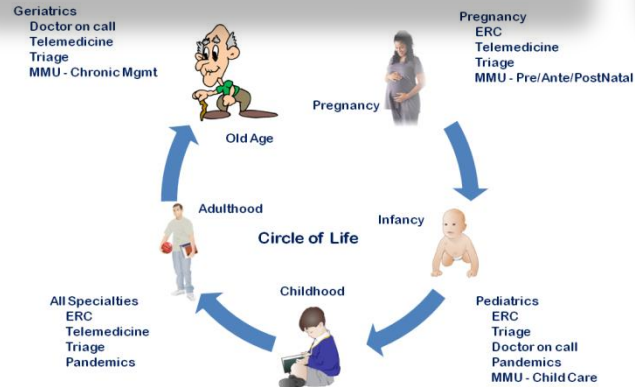 Geriatrics
Doctor on call
Telemedicine
Triage
MMU - Chronic Mgmt
Old Age
Pregnancy
ERC
Telemedicine
Triage
MMU - Pre/Ante/PostNatal
Pregnancy
Adulthood
Infancy
Circle of Life
Childhood
All Specialties
ERC
Telemedicine
Triage
Pandemics
Pediatrics
ERC
Triage
Doctor on call
Pandemics
MMU - Child Care